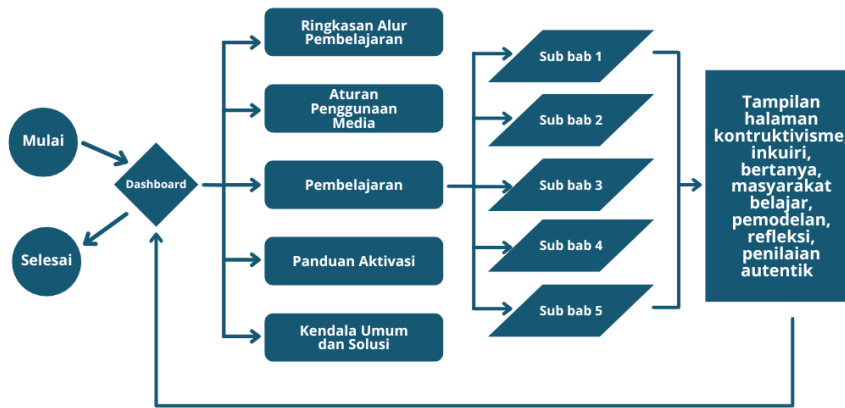 Mulai
Selesai
Dashboard
Ringkasan Alur
Pembelajaran
Aturan
Penggunaan
Media
Pembelajaran
Panduan Aktivasi
Kendala Umum
dan Solusi
Sub bab 1
Sub bab 2
Sub bab 3
Sub bab 4
Sub bab 5
Tampilan
halaman
kontruktivisme,
inkuiri,
bertanya,
masyarakat
belajar,
pemodelan,
refleksi,
penilaian
autentik